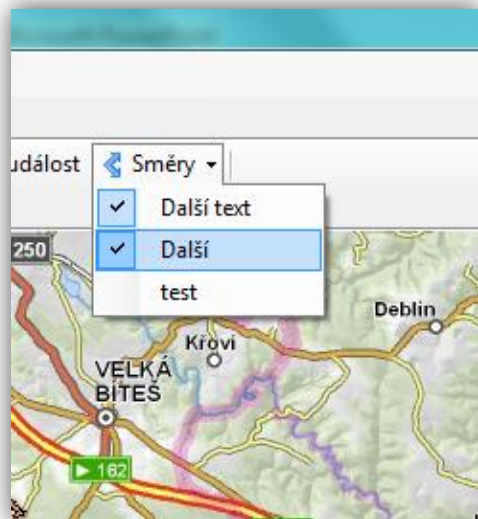 událost Směry
Další text
Další
test
250
Deblin
Křoví
VELKÁ
BÍTEŠ
162